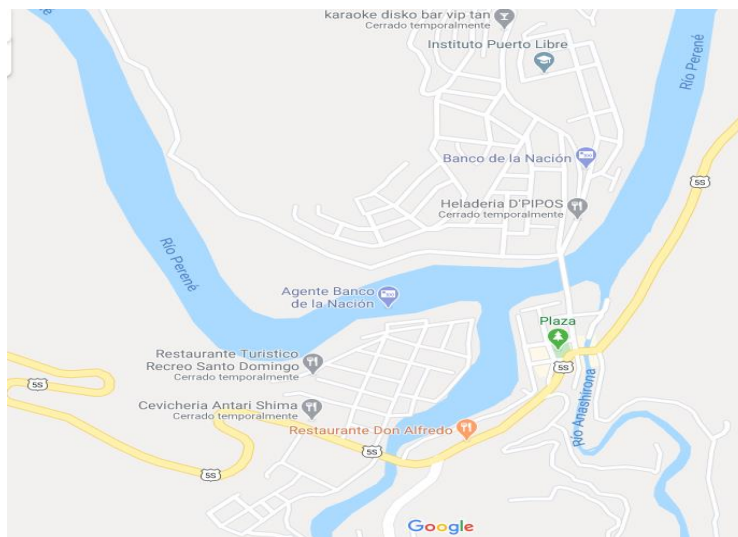 karaoke disko bar vip tan
Cerrado temporalmente
Instituto Puerto Libre
Río Perené
5S
Banco de la Nación
Heladeria D'PIPOS
Cerrado temporalmente
Río Perené
Agente Banco
de la Nación
Plaza
Restaurante Turistico
Recreo Santo Domingo
Cerrado temporalmente
5S
5S
Río Anashirona
Cevicheria Antari Shima
Cerrado temporalmente
Restaurante Don Alfredo
5S
5S
Google